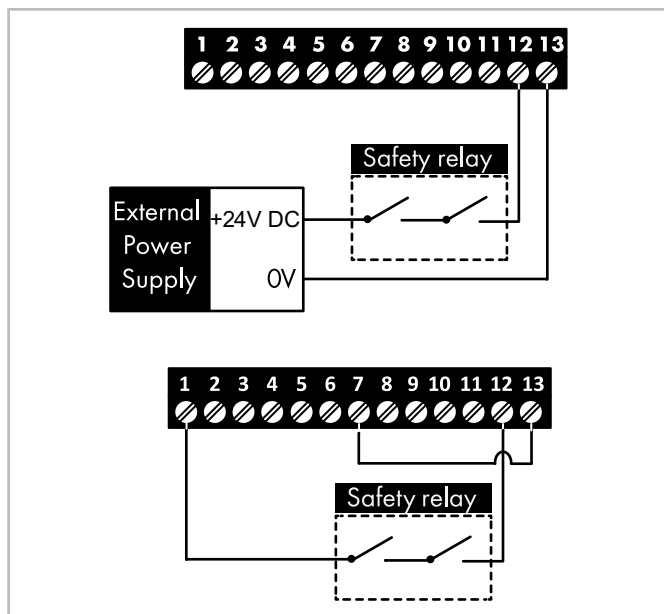 1 2 3 4 5 6 7 8 9 10 11 12 13
Safety relay
External
Power
Supply
+24V DC
0V
1 2 3 4 5 6 7 8 9 10 11 12 13
Safety relay